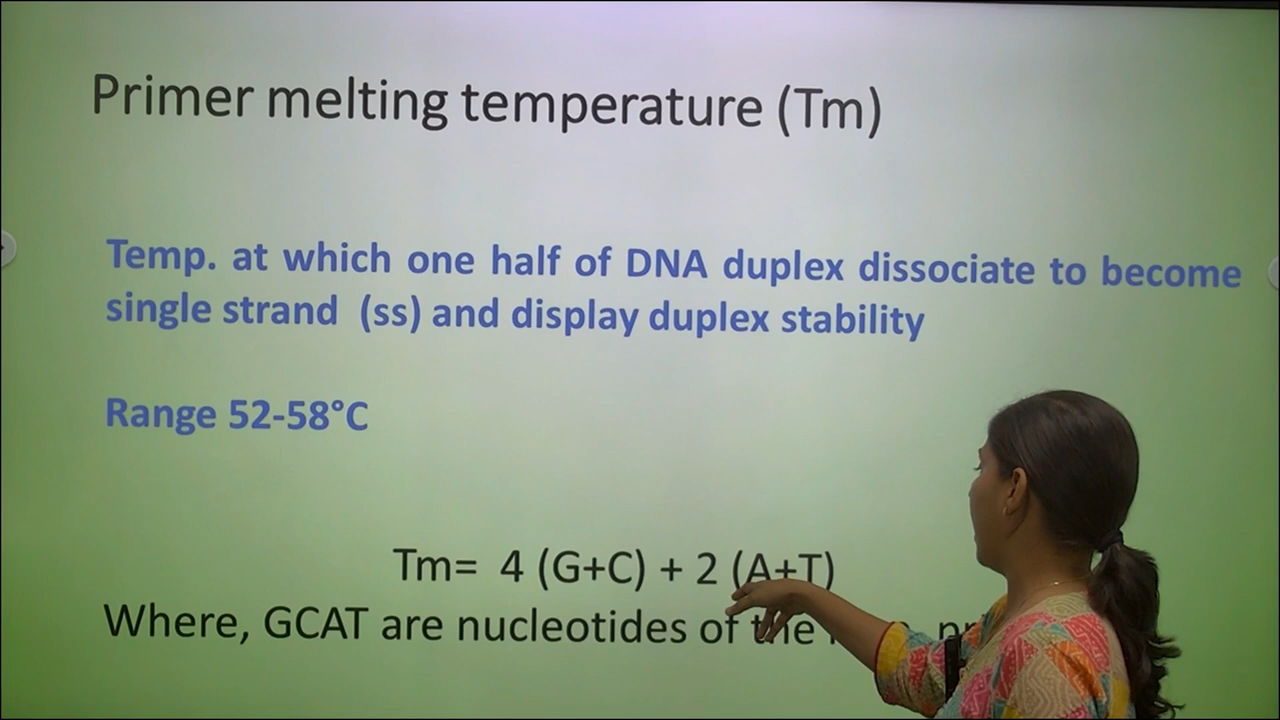 Primer melting temperature (Tm)
Temp. at which one half of DNA duplex dissociate to become
single strand (ss) and display duplex stability
Range 52-58°C
Tm= 4 (G+C) + 2 (A+T)
Where, GCAT are nucleotides of the